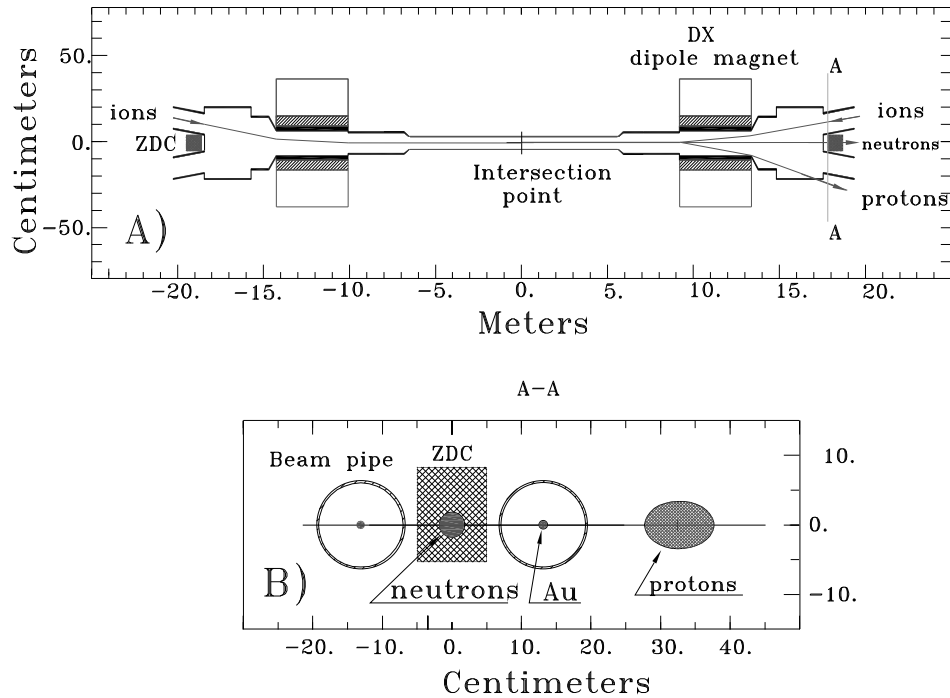 50.
0.
-50.
Centimeters
DX
dipole magnet
A
ions
ions
ZDC
neutrons
Intersection
point
protons
A)
A
-20. -15. -10. -5. 0. 5. 10. 15. 20.
Meters
A-A
Beam pipe ZDC
10.
0.
-10.
B)
neutrons Au protons
-20. -10. 0. 10. 20. 30. 40.
Centimeters